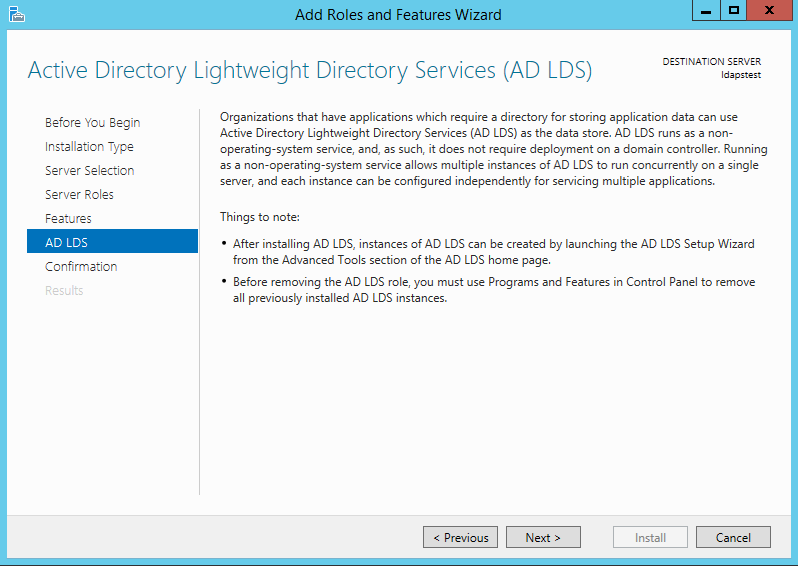 Add Roles and Features Wizard
Active Directory Lightweight Directory Services (AD LDS)
DESTINATION SERVER
ldapstest
Before You Begin
Installation Type
Server Selection
Server Roles
Features
AD LDS
Confirmation
Results
Organizations that have applications which require a directory for storing application data can use
Active Directory Lightweight Directory Services (AD LDS) as the data store. AD LDS runs as a non-
operating-system service, and, as such, it does not require deployment on a domain controller. Running
as a non-operating-system service allows multiple instances of AD LDS to run concurrently on a single
server, and each instance can be configured independently for servicing multiple applications.
Things to note:
• After installing AD LDS, instances of AD LDS can be created by launching the AD LDS Setup Wizard
from the Advanced Tools section of the AD LDS home page.
• Before removing the AD LDS role, you must use Programs and Features in Control Panel to remove
all previously installed AD LDS instances.
< Previous
Next >
Install
Cancel